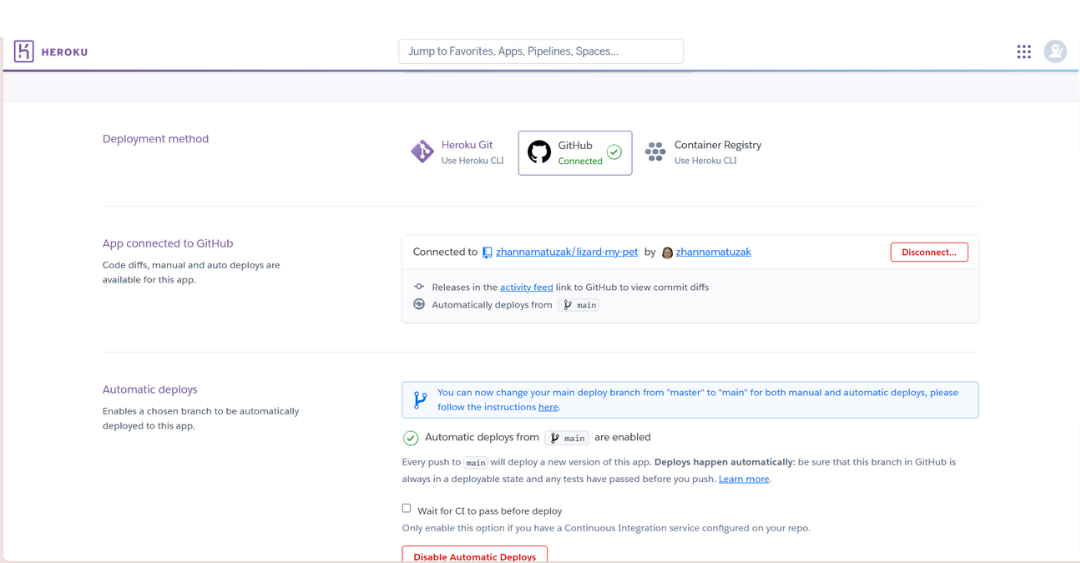 HEROKU
Jump to Favorites, Apps, Pipelines, Spaces...
Deployment method
Heroku Git
Use Heroku CLI
GitHub
Connected
Container Registry
Use Heroku CLI
App connected to GitHub
Code diffs, manual and auto deploys are
available for this app.
Connected to zhannamatuzak/lizard-my-pet by zhannamatuzak
Disconnect...
Releases in the activity feed link to GitHub to view commit diffs
Automatically deploys from main
Automatic deploys
Enables a chosen branch to be automatically
deployed to this app.
You can now change your main deploy branch from "master" to "main" for both manual and automatic deploys, please
follow the instructions here.
Automatic deploys from main are enabled
Every push to main will deploy a new version of this app. Deploys happen automatically: be sure that this branch in GitHub is
always in a deployable state and any tests have passed before you push. Learn more.
Wait for CI to pass before deploy
Only enable this option if you have a Continuous Integration service configured on your repo.
Disable Automatic Deploys